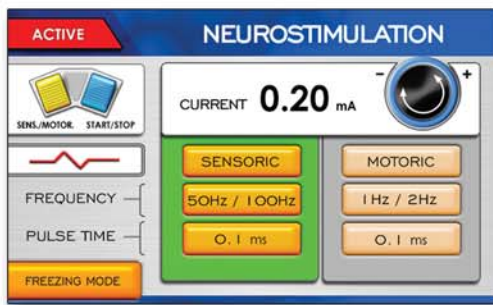 ACTIVE
NEUROSTIMULATION
CURRENT 0.20 mA
- +
SENS./MOTOR. START/STOP
SENSORIC MOTORIC
FREQUENCY 50Hz / 100Hz 1Hz / 2Hz
PULSE TIME 0.1 ms 0.1 ms
FREEZING MODE